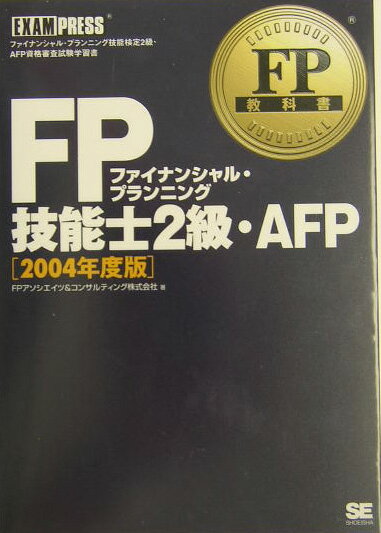 EXAMPRESS®
ファイナンシャル・プランニング技能検定2級、
AFP資格審査試験学習書
FP
教科書
®
FP
ファイナンシャル・
プランニング
技能士2級・AFP
[2004年度版]
FPアソシエイツ&コンサルティング株式会社 著
SE
SHOEISHA